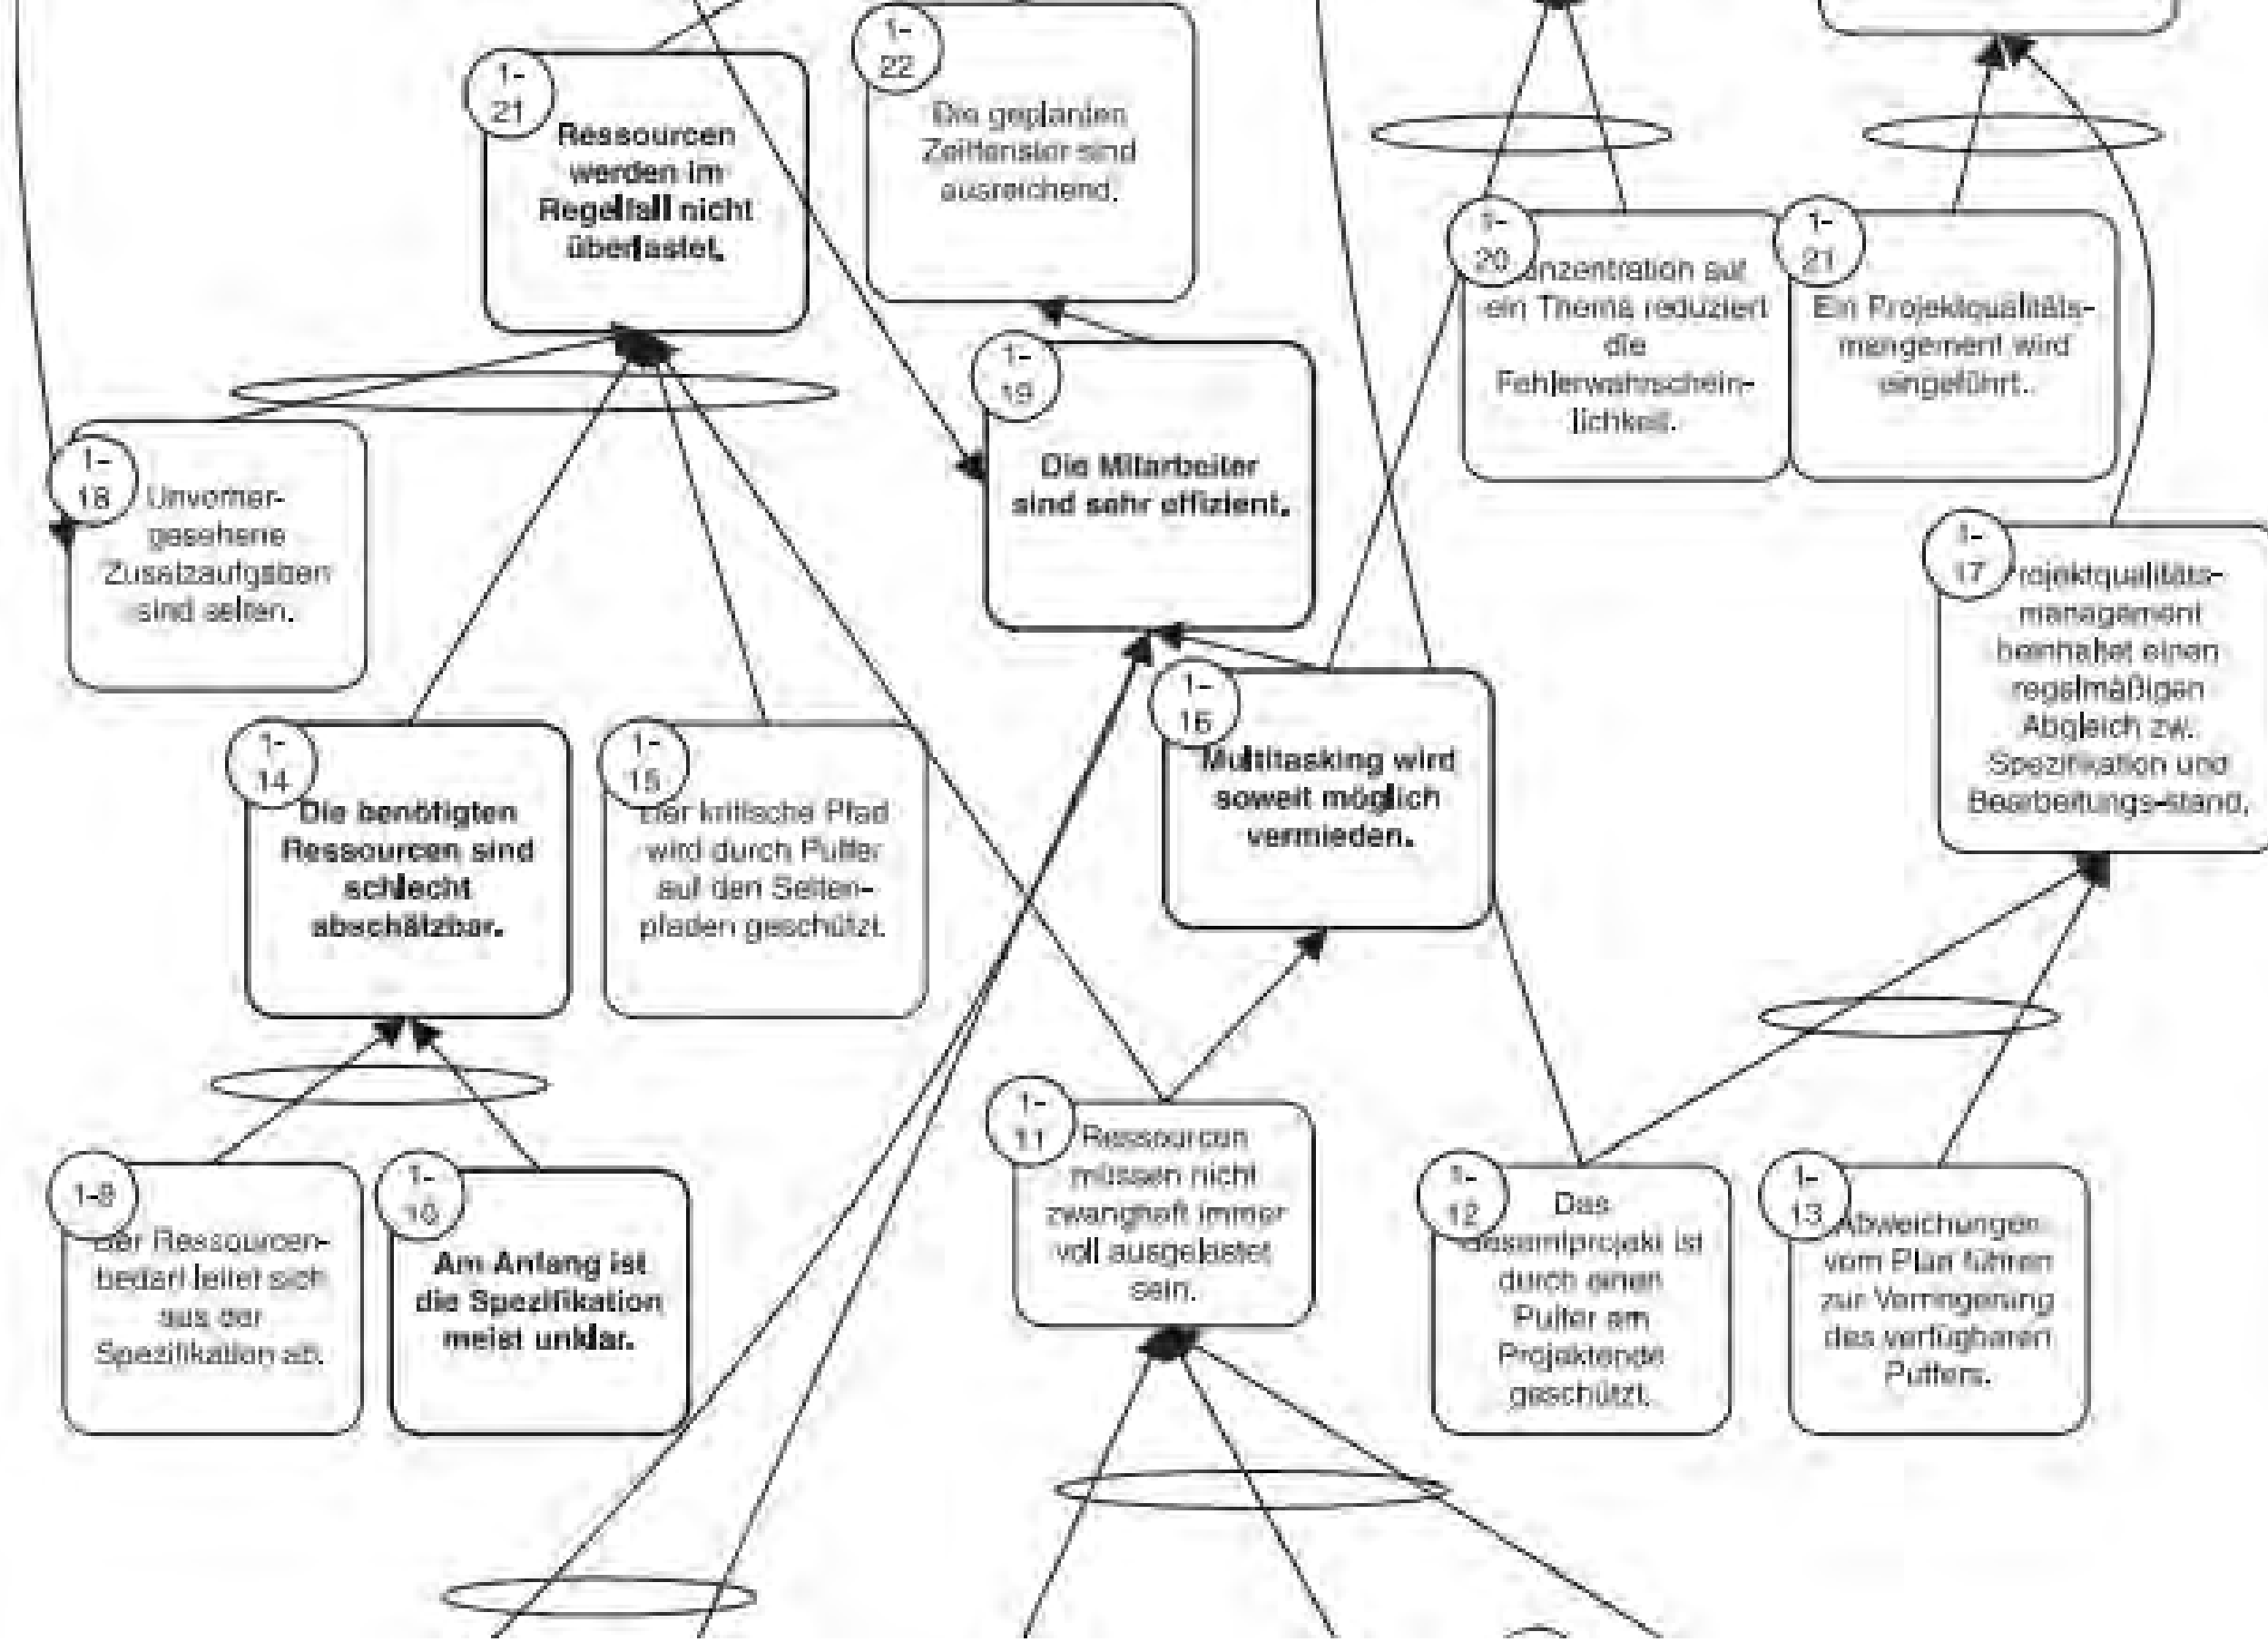 1-
21
Ressourcen
werden im
Regelfall nicht
überlastet.
1-
22
Die geplanten
Zeitfenster sind
ausreichend.
1-
20
onzentration auf
ein Thema reduziert
die
Fehlerwahrschein-
lichkeit.
1-
21
Ein Projektqualitäts-
mangement wird
eingeführt..
1-
18
Unvorher-
gesehene
Zusatzaufgaben
sind selten.
1-
19
Die Mitarbeiter
sind sehr effizient.
1-
17
rojektqualitäts-
management
beinhaltet einen
regelmäßigen
Abgleich zw.
Spezifikation und
Bearbeitungs-stand.
1-
14
Die benötigten
Ressourcen sind
schlecht
abschätzbar.
1-
15
Der kritische Pfad
wird durch Puffer
auf den Seiten-
pfaden geschützt.
1-
16
Multitasking wird
soweit möglich
vermieden.
1-9
Der Ressourcen-
bedarf leitet sich
aus der
Spezifikation ab.
1-
10
Am Anfang ist
die Spezifikation
meist unklar.
1-
11
Ressourcen
müssen nicht
zwanghaft immer
voll ausgelastet
sein.
1-
12
Das
Gesamtprojekt ist
durch einen
Puffer am
Projektende
geschützt.
1-
13
Abweichungen
vom Plan führen
zur Verringerung
des verfügbaren
Puffers.